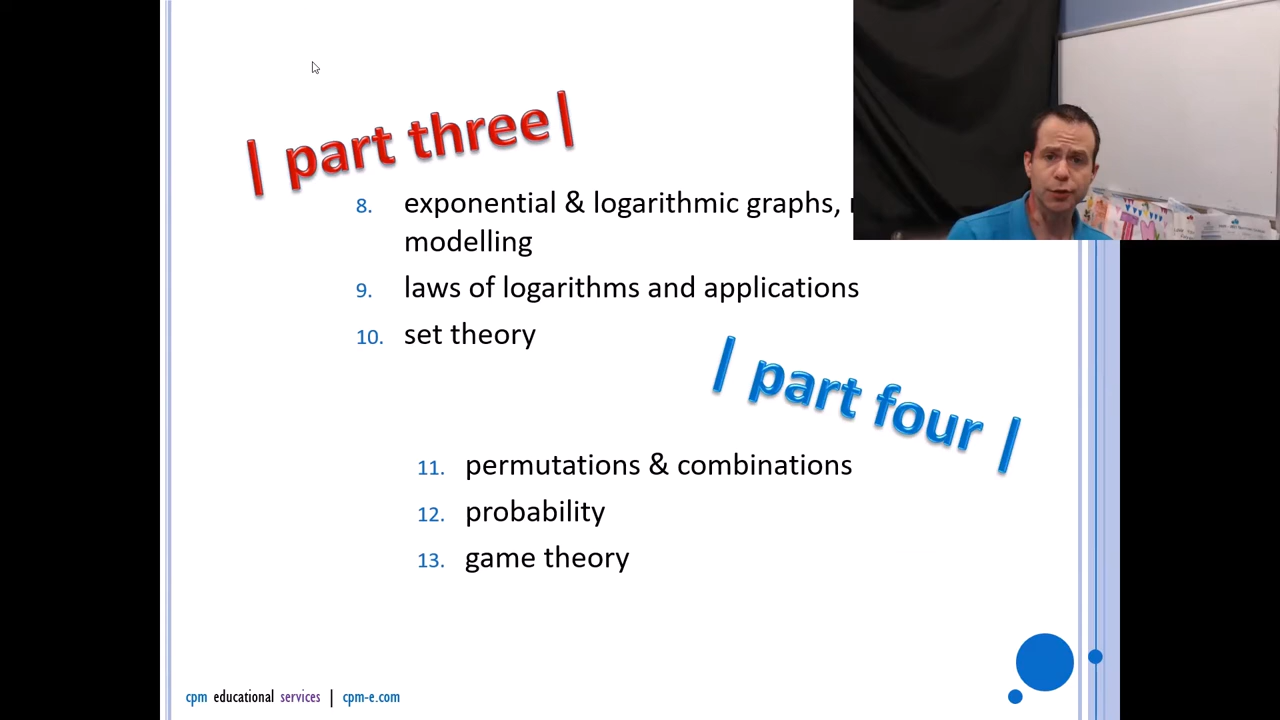 | part three|
8. exponential & logarithmic graphs,
modelling
9. laws of logarithms and applications
10. set theory
| part four |
11. permutations & combinations
12. probability
13. game theory
cpm educational services | cpm-e.com